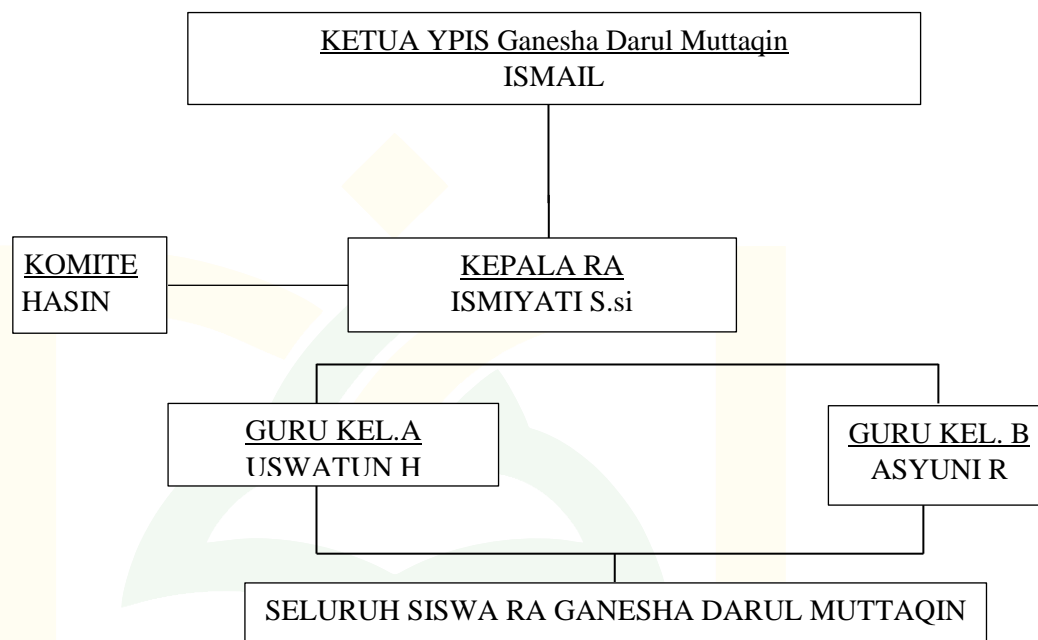 KETUA YPIS Ganesha Darul Muttaqin
ISMAIL
KOMITE
HASIN
KEPALA RA
ISMIYATI S.si
GURU KEL.A
USWATUN H
GURU KEL. B
ASYUNI R
SELURUH SISWA RA GANESHA DARUL MUTTAQIN